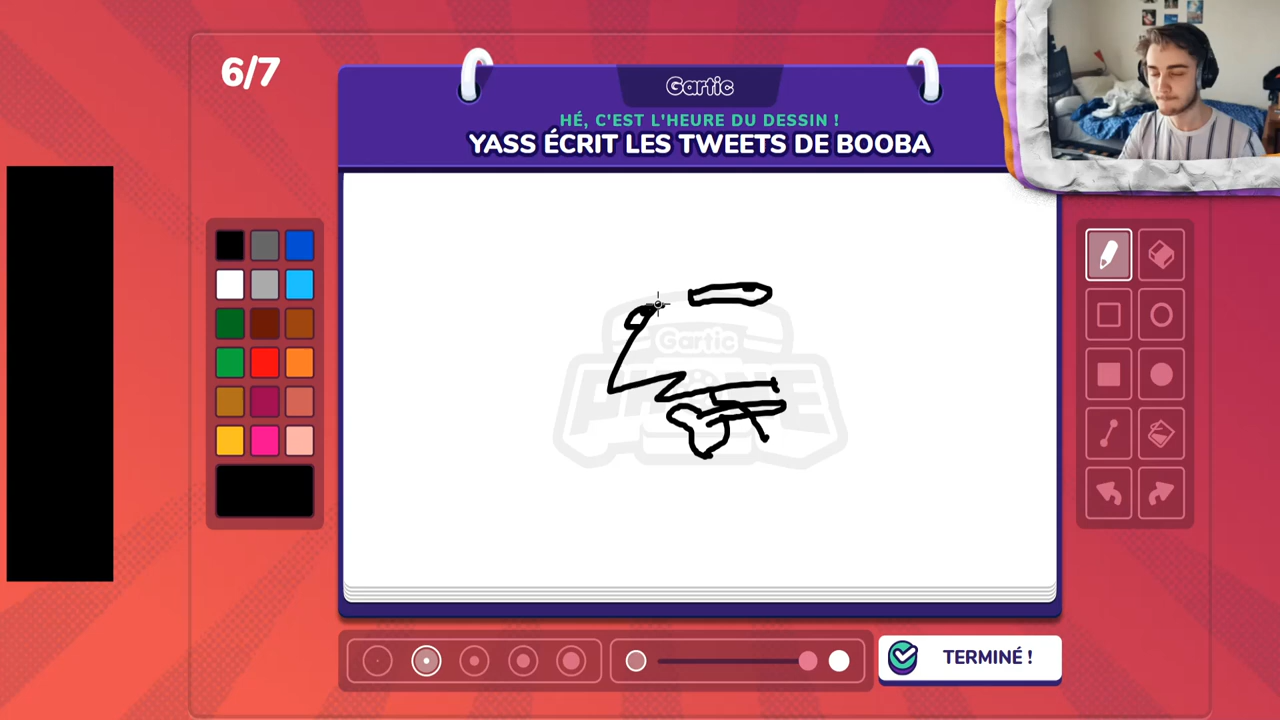 6/7
Gartic
HÉ, C'EST L'HEURE DU DESSIN !
YASS ÉCRIT LES TWEETS DE BOOBA
Gartic
PHONE
TERMINÉ !